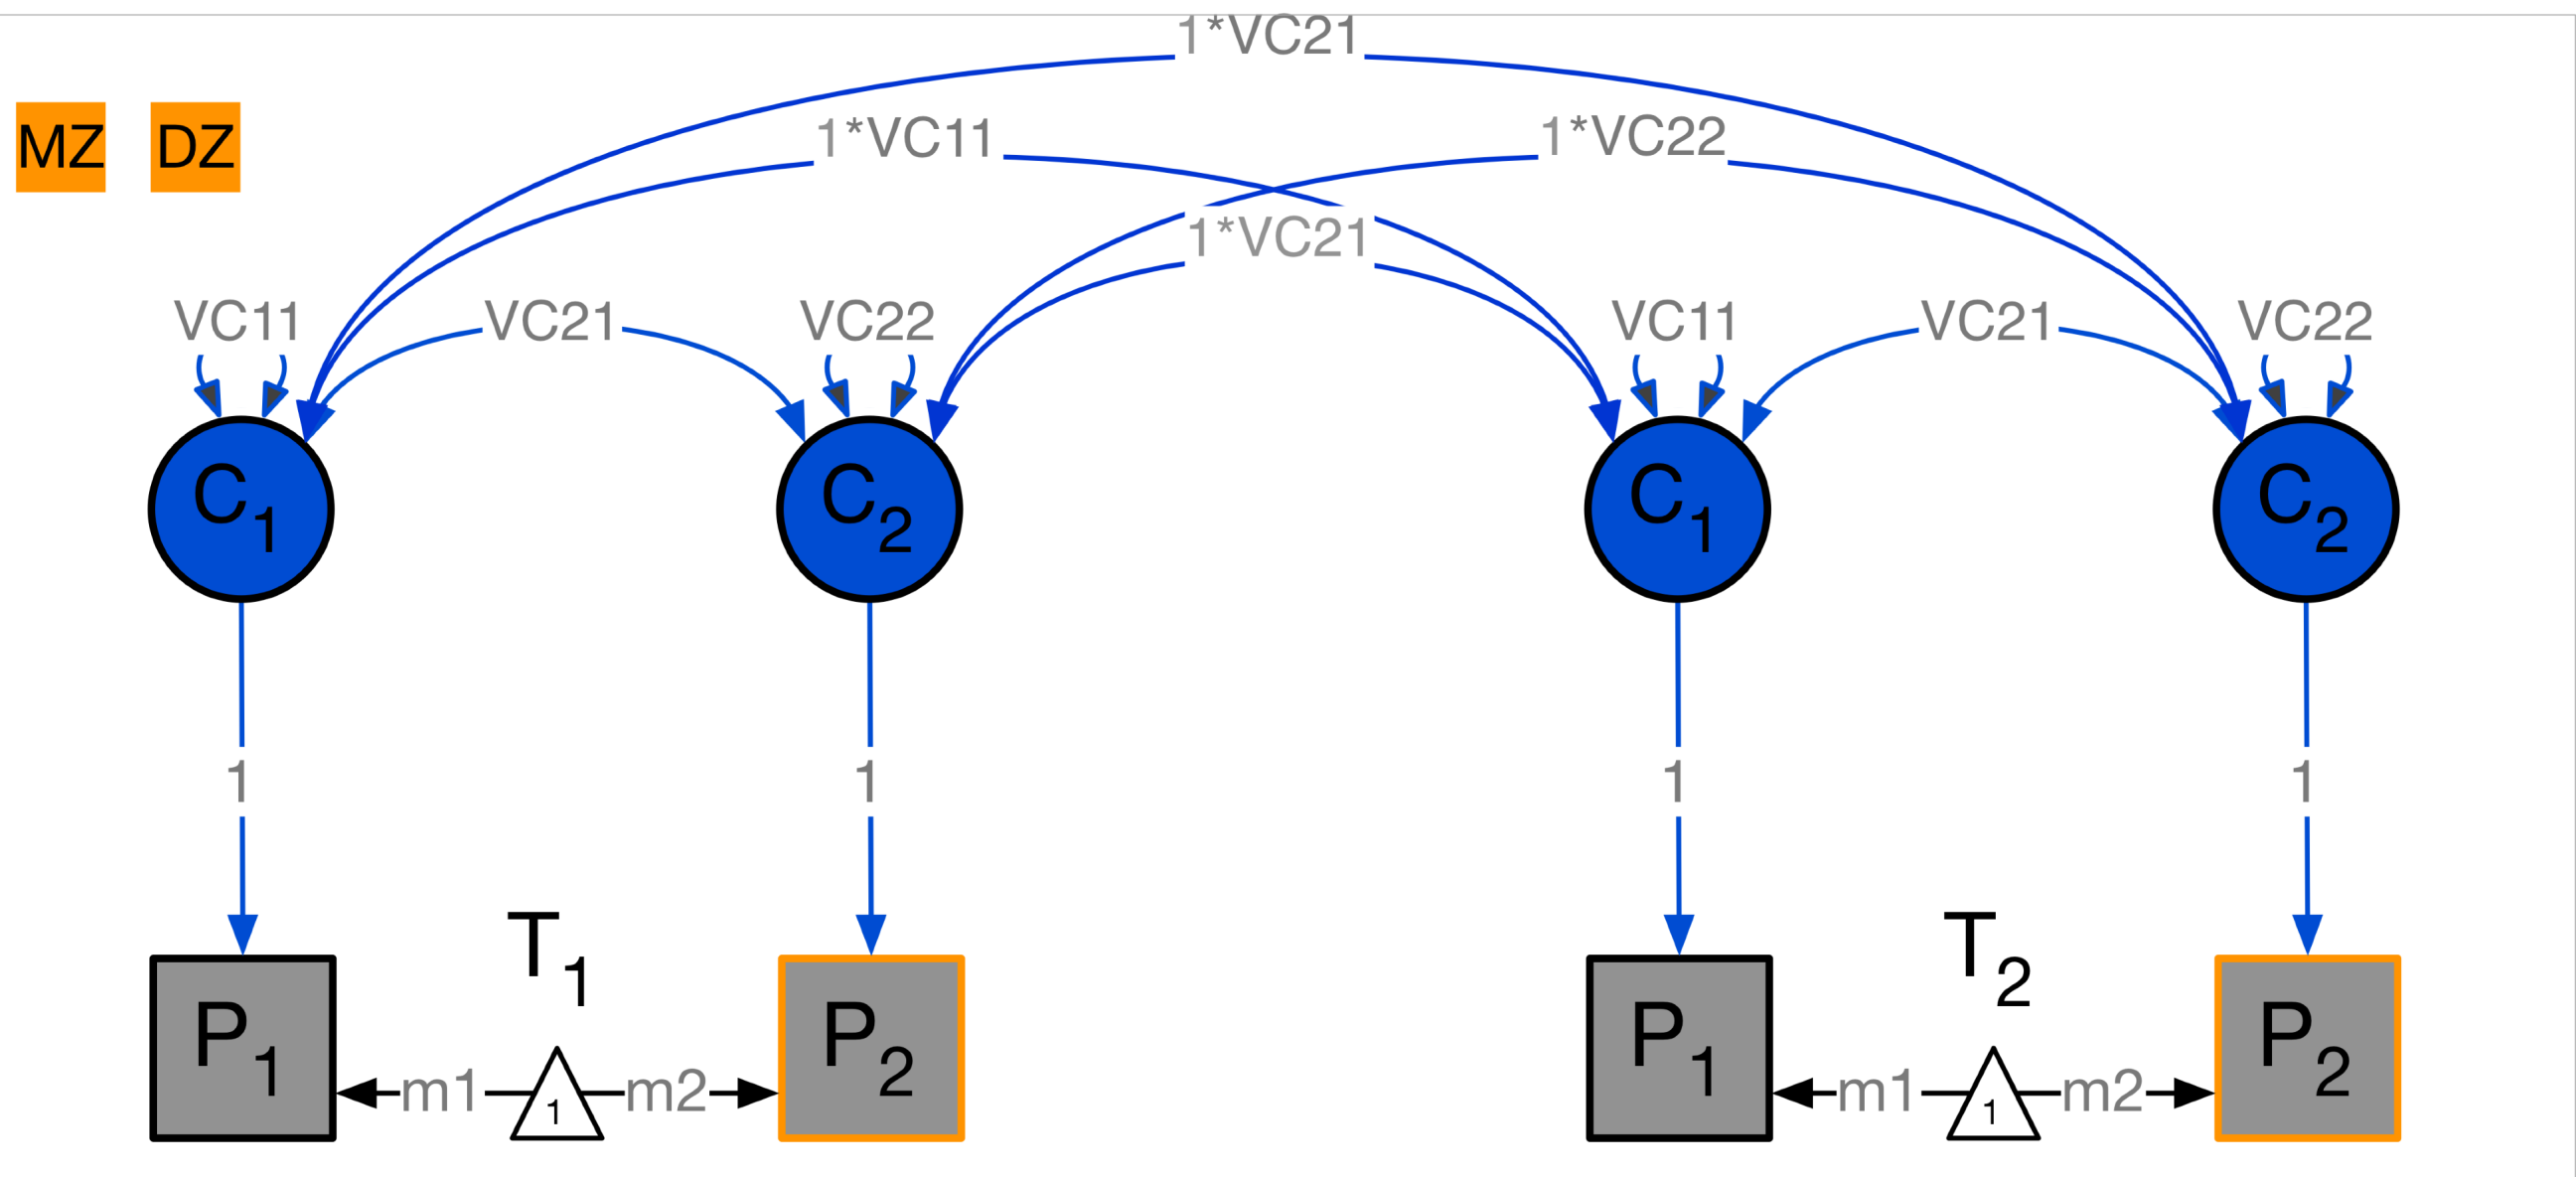 1*VC21
MZ DZ
1*VC11 1*VC22
1*VC21
VC11 VC21 VC22 VC11 VC21 VC22
C1 C2 C1 C2
1 1 1 1
T1 T2
P1 P2 P1 P2
m1 1 m2 m1 1 m2